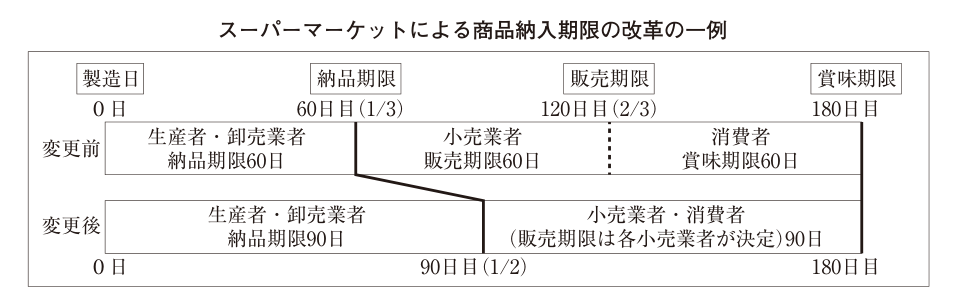 スーパーマーケットによる商品納入期限の改革の一例
製造日 納品期限 販売期限 賞味期限
0日 60日目(1/3) 120日目(2/3) 180日目
変更前
生産者・卸売業者
納品期限60日
小売業者
販売期限60日
消費者
賞味期限60日
変更後
生産者・卸売業者
納品期限90日
小売業者・消費者
(販売期限は各小売業者が決定)90日
0日 90日目(1/2) 180日目